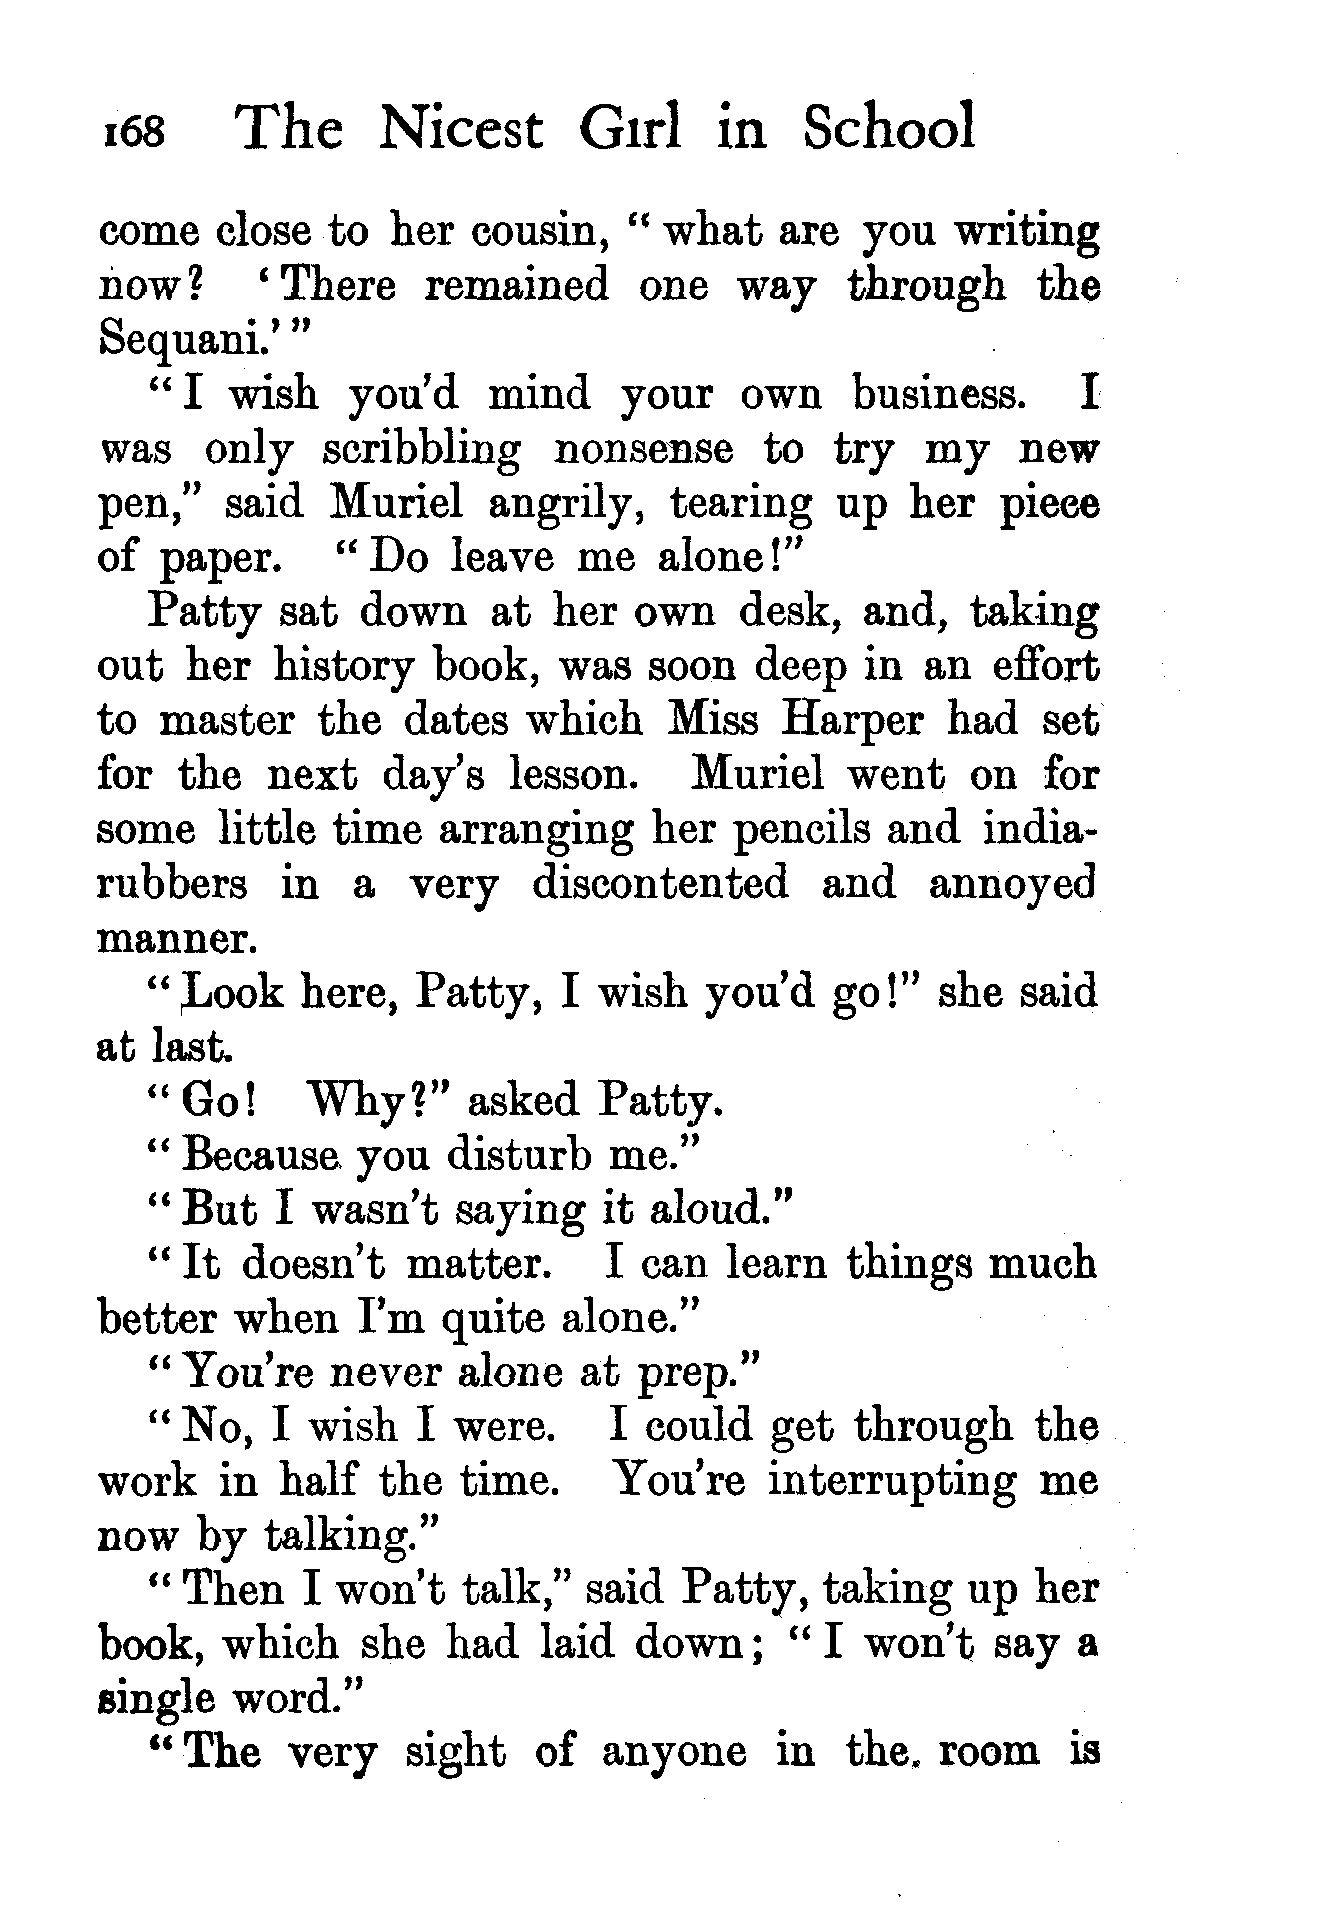 168 The Nicest Girl in School
come close to her cousin, “what are you writing
now? ‘There remained one way through the
Sequani.’”
“I wish you’d mind your own business. I
was only scribbling nonsense to try my new
pen,” said Muriel angrily, tearing up her piece
of paper. “Do leave me alone!”
Patty sat down at her own desk, and, taking
out her history book, was soon deep in an effort
to master the dates which Miss Harper had set
for the next day’s lesson. Muriel went on for
some little time arranging her pencils and india-
rubbers in a very discontented and annoyed
manner.
“Look here, Patty, I wish you’d go!” she said
at last.
“Go! Why?” asked Patty.
“Because you disturb me.”
“But I wasn’t saying it aloud.”
“It doesn’t matter. I can learn things much
better when I’m quite alone.”
“You’re never alone at prep.”
“No, I wish I were. I could get through the
work in half the time. You’re interrupting me
now by talking.”
“Then I won’t talk,” said Patty, taking up her
book, which she had laid down; “I won’t say a
single word.”
“The very sight of anyone in the room is